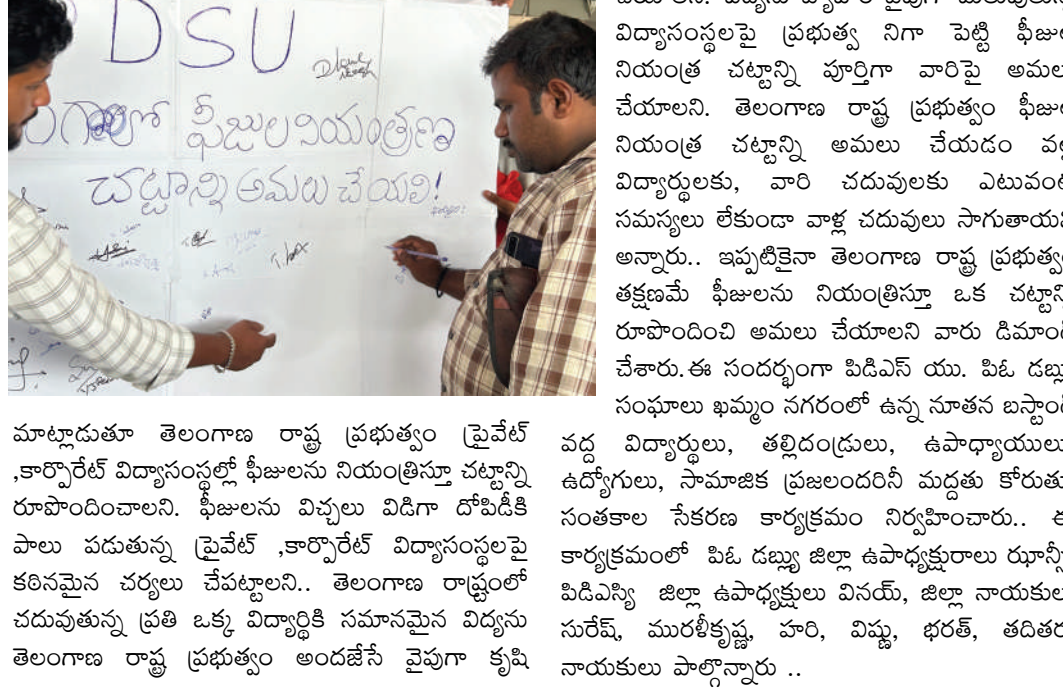 DSU
ఫీజుల నియంత్రణ
చట్టాన్ని అమలు చేయలి!
మాట్లాడుతూ తెలంగాణ రాష్ట్ర ప్రభుత్వం ప్రైవేట్
,కార్పొరేట్ విద్యాసంస్థల్లో ఫీజులను నియంత్రిస్తూ చట్టాన్ని
రూపొందించాలని. ఫీజులను విచ్చలు విడిగా దోపిడీకి
పాలు పడుతున్న ప్రైవేట్ ,కార్పొరేట్ విద్యాసంస్థలపై
కఠినమైన చర్యలు చేపట్టాలని.. తెలంగాణ రాష్ట్రంలో
చదువుతున్న ప్రతి ఒక్క విద్యార్థికి సమానమైన విద్యను
తెలంగాణ రాష్ట్ర ప్రభుత్వం అందజేసే వైపుగా కృషి
విద్యాసంస్థలపై ప్రభుత్వ నిగా పెట్టి ఫీజుల
నియంత్ర చట్టాన్ని పూర్తిగా వారిపై అమలు
చేయాలని. తెలంగాణ రాష్ట్ర ప్రభుత్వం ఫీజుల
నియంత్ర చట్టాన్ని అమలు చేయడం వల్ల
విద్యార్థులకు, వారి చదువులకు ఎటువంటి
సమస్యలు లేకుండా వాళ్ల చదువులు సాగుతాయని
అన్నారు.. ఇప్పటికైనా తెలంగాణ రాష్ట్ర ప్రభుత్వం
తక్షణమే ఫీజులను నియంత్రిస్తూ ఒక చట్టాన్ని
రూపొందించి అమలు చేయాలని వారు డిమాండ్
చేశారు.ఈ సందర్భంగా పిడిఎస్ యు. పిఓ డబ్ల్యు
సంఘాలు ఖమ్మం నగరంలో ఉన్న నూతన బస్టాండ్
వద్ద విద్యార్థులు, తల్లిదండ్రులు, ఉపాధ్యాయులు,
ఉద్యోగులు, సామాజిక ప్రజలందరినీ మద్దతు కోరుతు
సంతకాల సేకరణ కార్యక్రమం నిర్వహించారు.. ఈ
కార్యక్రమంలో పిఓ డబ్ల్యు జిల్లా ఉపాధ్యక్షురాలు ఝాన్సీ
పిడిఎస్యి జిల్లా ఉపాధ్యక్షులు వినయ్, జిల్లా నాయకుల
సురేష్, మురళీకృష్ణ, హరి, విష్ణు, భరత్, తదితర
నాయకులు పాల్గొన్నారు ..